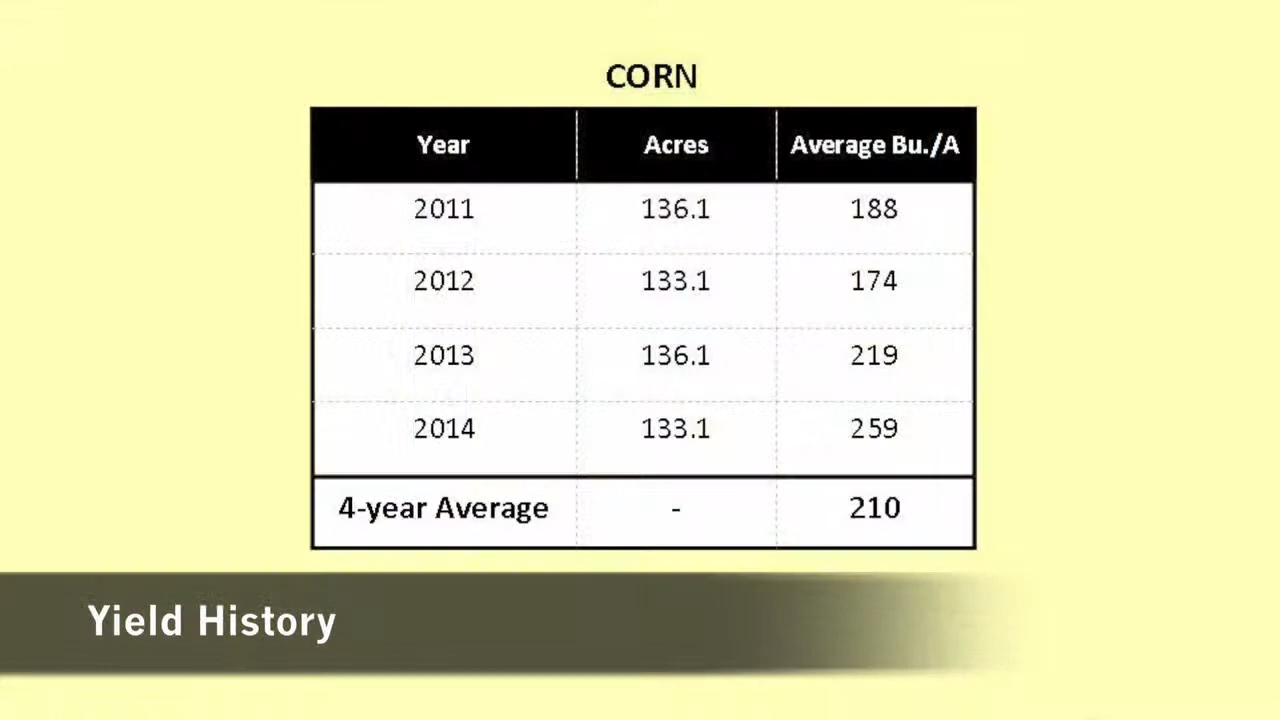 CORN
Year Acres Average Bu./A
2011 136.1 188
2012 133.1 174
2013 136.1 219
2014 133.1 259
4-year Average - 210
Yield History